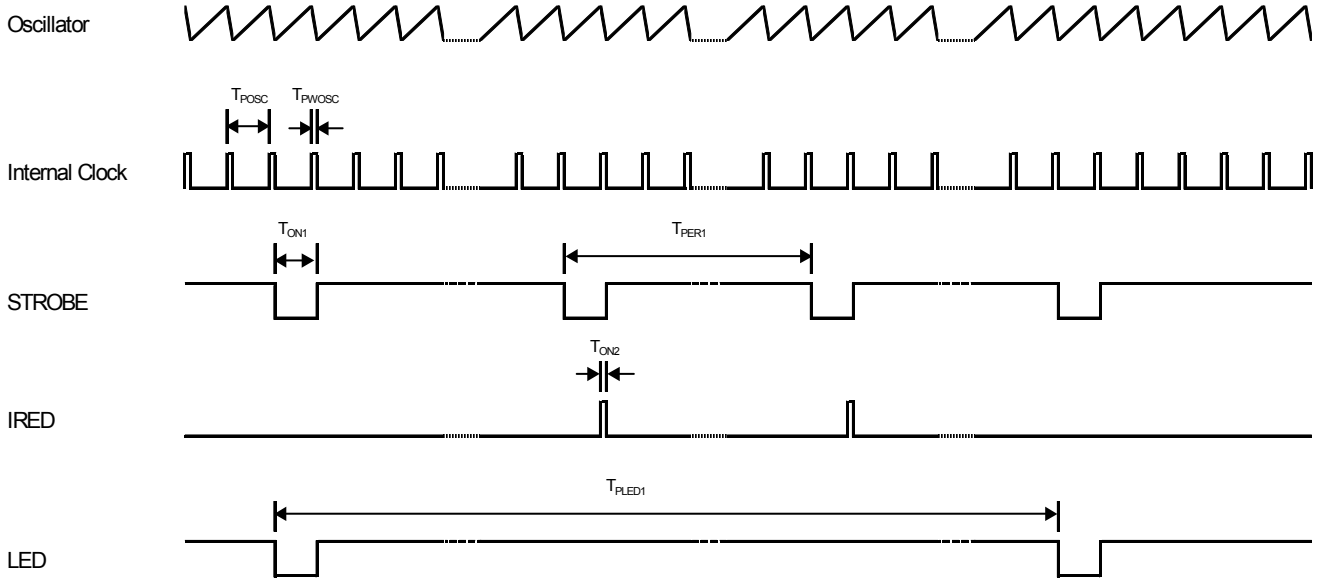 Oscillator
TPOSC TPWOSC
Internal Clock
TON1 TPER1
STROBE
TON2
IRED
TPLED1
LED